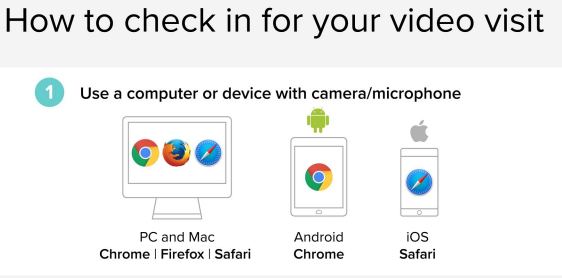 How to check in for your video visit
1 Use a computer or device with camera/microphone
PC and Mac
Chrome | Firefox | Safari
Android
Chrome
iOS
Safari